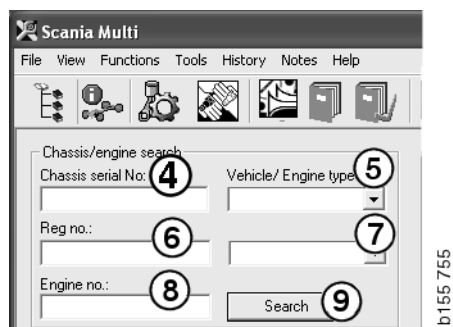 Scania Multi
File View Functions Tools History Notes Help
Chassis/engine search
Chassis serial No: 4 Vehicle/ Engine type 5
Reg no.: 6 7
Engine no.: 8 Search 9
b155 755